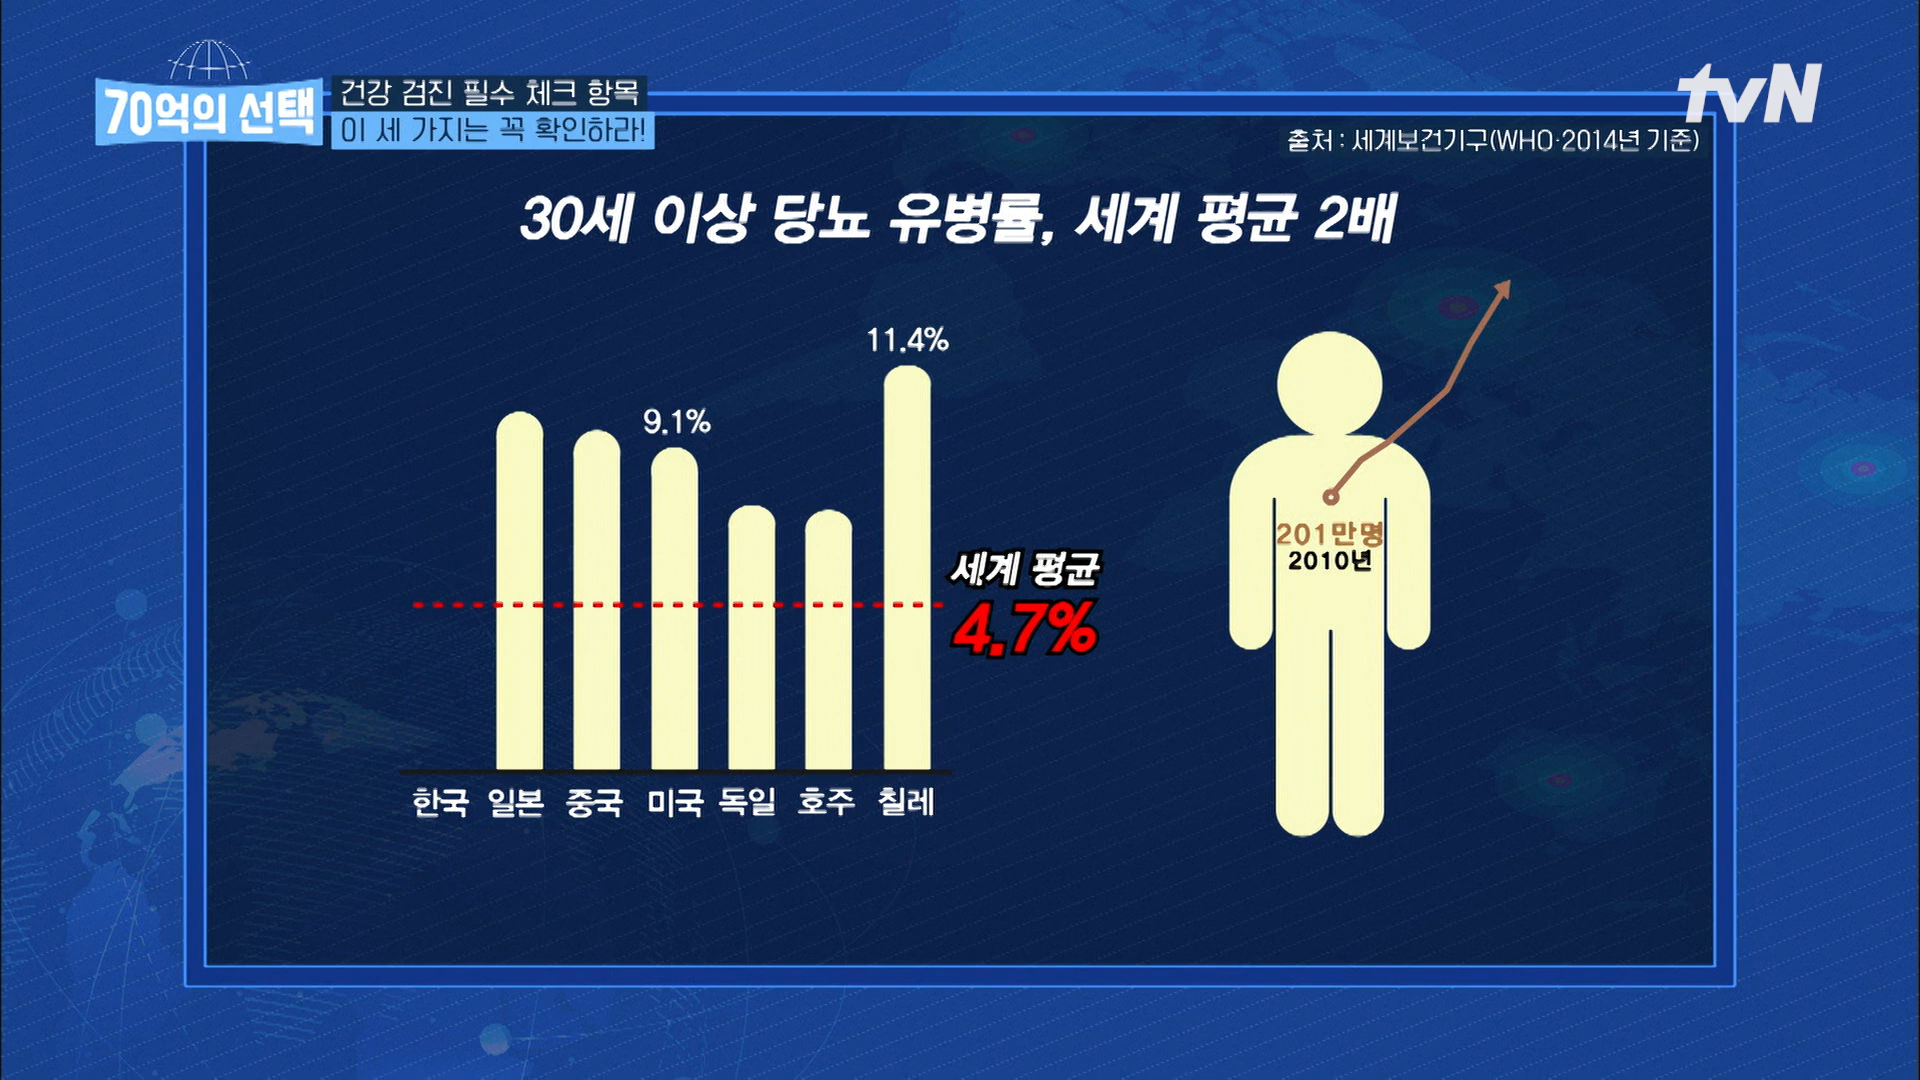 70억의 선택
건강 검진 필수 체크 항목
이 세 가지는 꼭 확인하라!
tvN
출처 : 세계보건기구(WHO·2014년 기준)
30세 이상 당뇨 유병률, 세계 평균 2배
11.4%
9.1%
세계 평균
4.7%
201만명
2010년
한국 일본 중국 미국 독일 호주 칠레